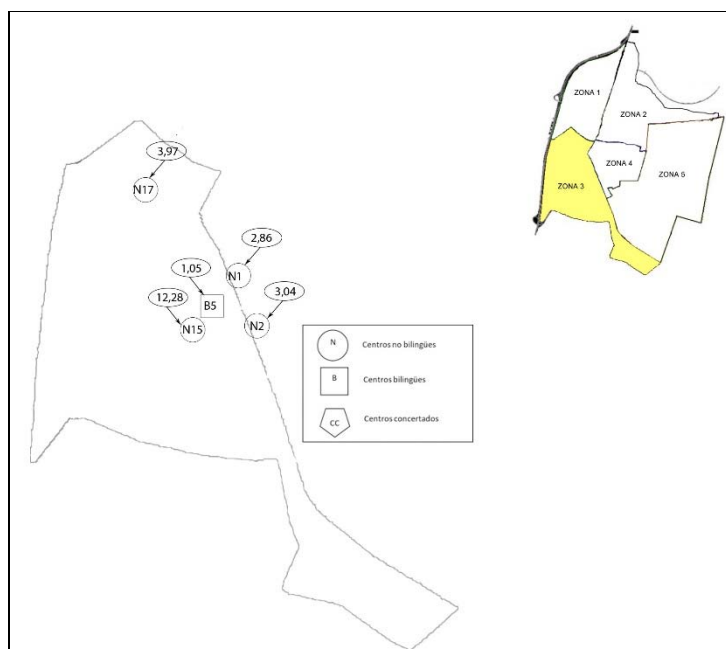 ZONA 1
ZONA 2
ZONA 4
ZONA 5
ZONA 3
3,97
N17
2,86
N1
1,05
B5
12,28
N15
3,04
N2
N
Centros no bilingües
B
Centros bilingües
CC
Centros concertados